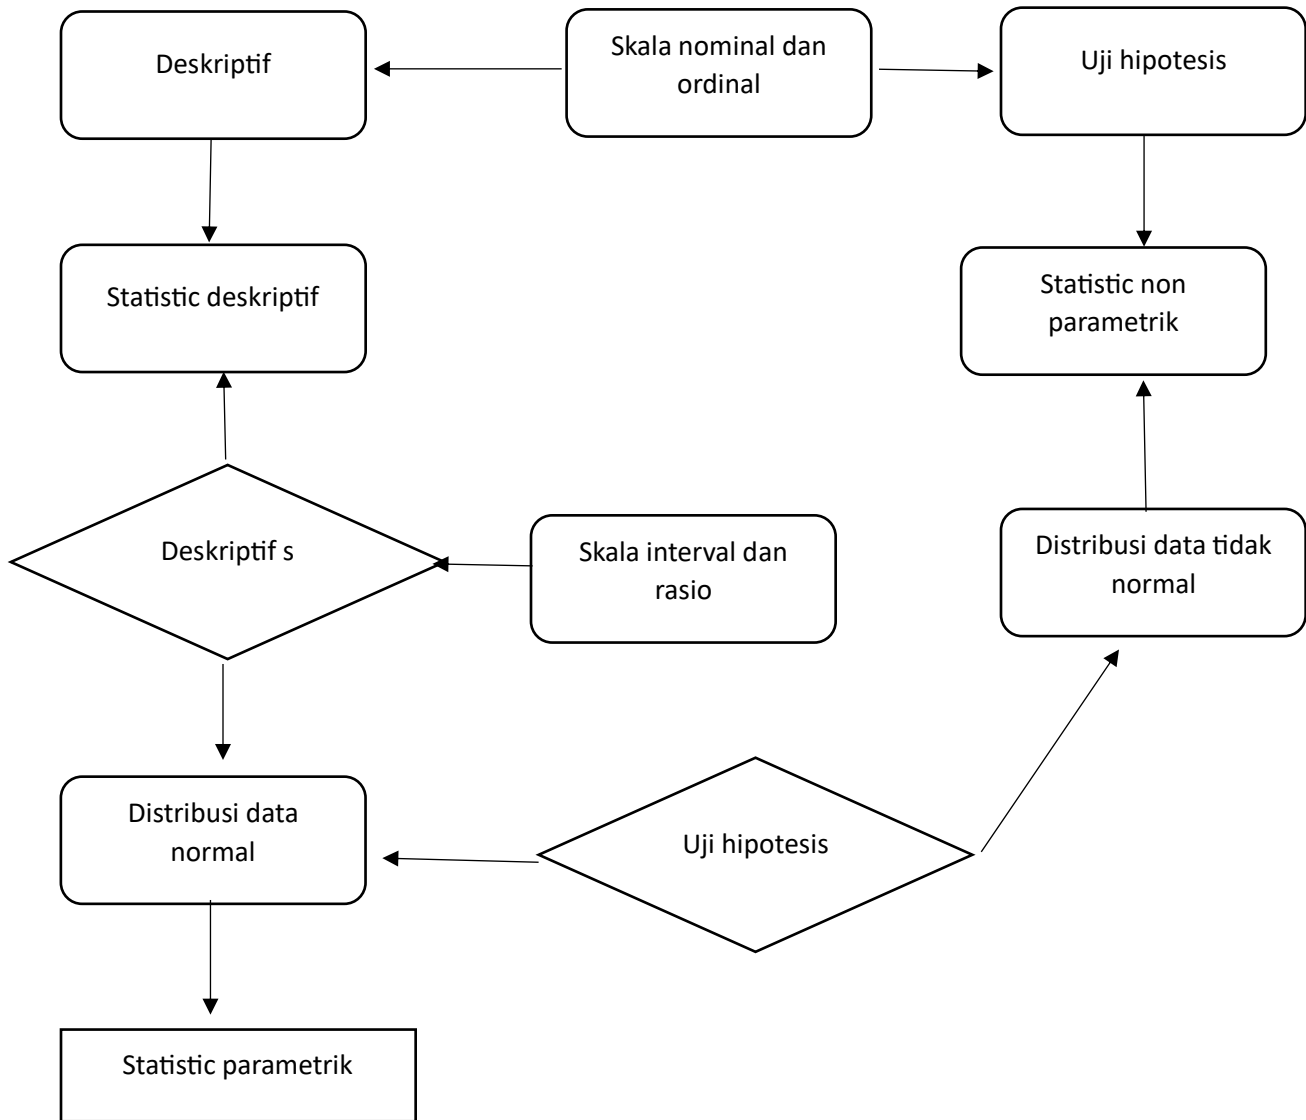 Deskriptif
Skala nominal dan
ordinal
Uji hipotesis
Statistic deskriptif
Statistic non
parametrik
Deskriptif s
Skala interval dan
rasio
Distribusi data tidak
normal
Distribusi data
normal
Uji hipotesis
Statistic parametrik